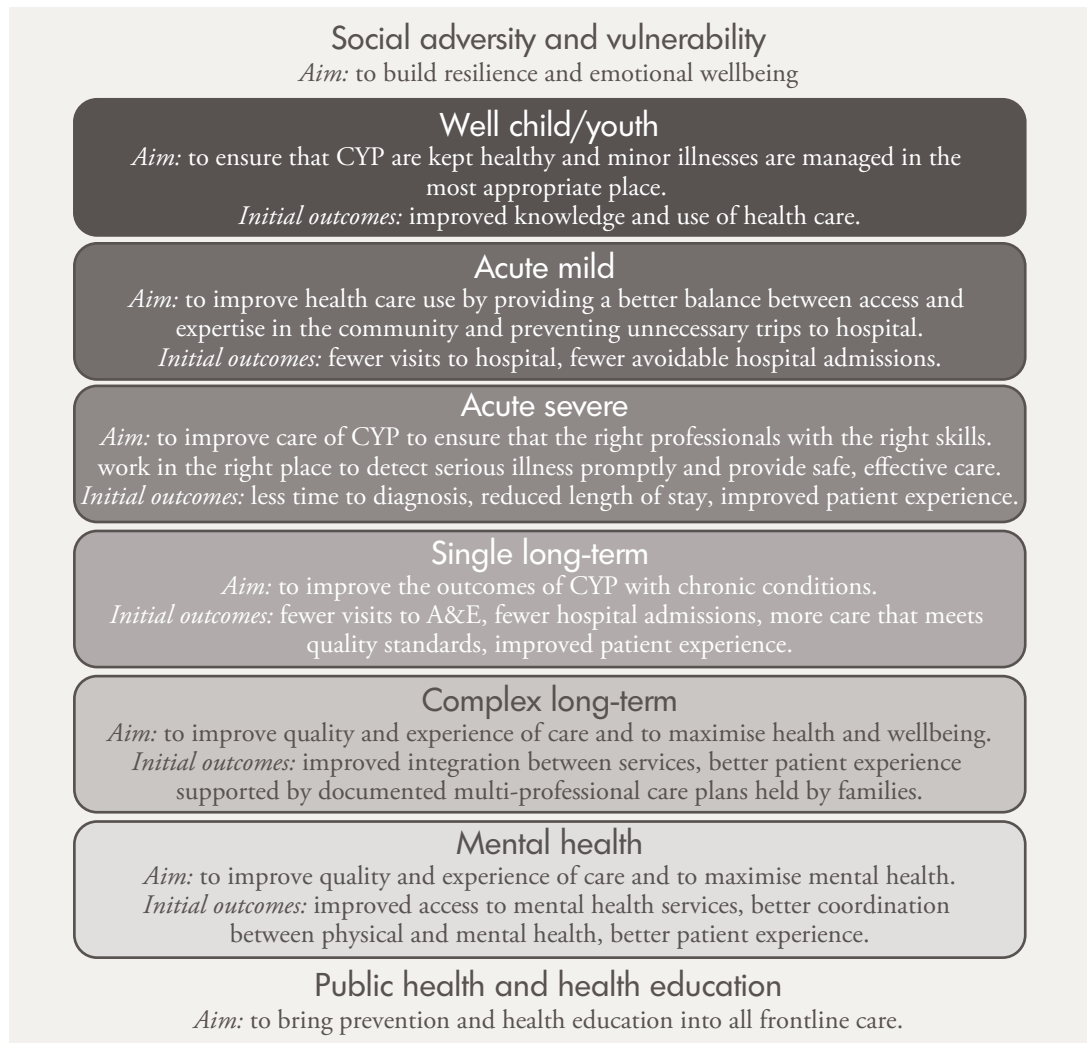 Social adversity and vulnerability
Aim: to build resilience and emotional wellbeing
Well child/youth
Aim: to ensure that CYP are kept healthy and minor illnesses are managed in the
most appropriate place.
Initial outcomes: improved knowledge and use of health care.
Acute mild
Aim: to improve health care use by providing a better balance between access and
expertise in the community and preventing unnecessary trips to hospital.
Initial outcomes: fewer visits to hospital, fewer avoidable hospital admissions.
Acute severe
Aim: to improve care of CYP to ensure that the right professionals with the right skills.
work in the right place to detect serious illness promptly and provide safe, effective care.
Initial outcomes: less time to diagnosis, reduced length of stay, improved patient experience.
Single long-term
Aim: to improve the outcomes of CYP with chronic conditions.
Initial outcomes: fewer visits to A&E, fewer hospital admissions, more care that meets
quality standards, improved patient experience.
Complex long-term
Aim: to improve quality and experience of care and to maximise health and wellbeing.
Initial outcomes: improved integration between services, better patient experience
supported by documented multi-professional care plans held by families.
Mental health
Aim: to improve quality and experience of care and to maximise mental health.
Initial outcomes: improved access to mental health services, better coordination
between physical and mental health, better patient experience.
Public health and health education
Aim: to bring prevention and health education into all frontline care.